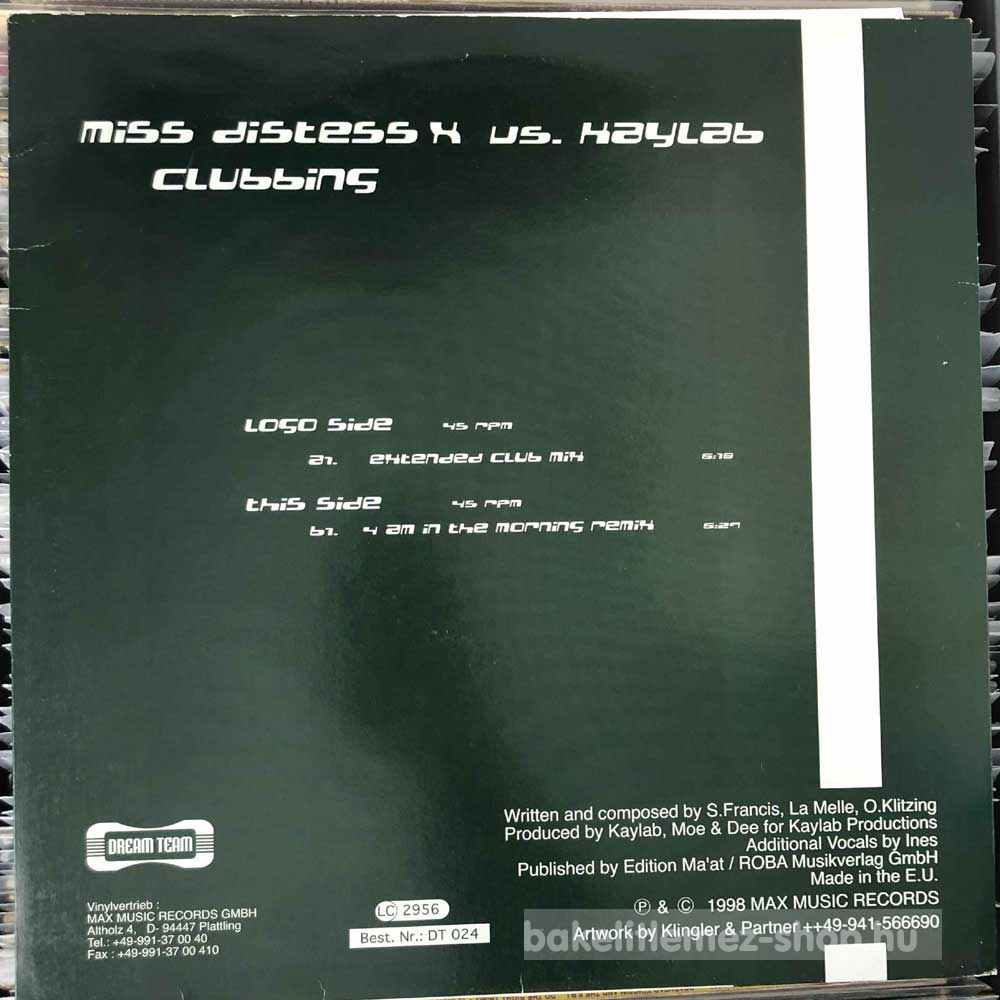 miss distess X vs. Kaylab
clubbing
Logo side 45 rpm
a1. extended club mix 6:19
this side 45 rpm
b1. 4 am in the morning remix
Written and composed by S.Francis, La Melle, O.Klitzing
Produced by Kaylab, Moe & Dee for Kaylab Productions
Additional Vocals by Ines
Published by Edition Ma'at / ROBA Musikverlag GmbH
Made in the E.U.
℗ & © 1998 MAX MUSIC RECORDS
Artwork by Klingler & Partner ++49-941-566690
DREAM TEAM
Vinylvertrieb :
MAX MUSIC RECORDS GMBH
Altholz 4, D- 94447 Plattling
Tel.: +49-991-37 00 40
Fax : +49-991-37 00 410
LC 2956
Best. Nr.: DT 024
bakelitlemez-shop.hu